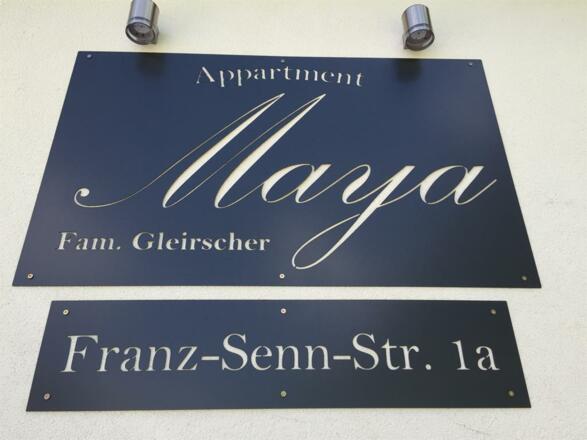 Appartment
Maya
Fam. Gleirscher
Franz-Senn-Str. 1a